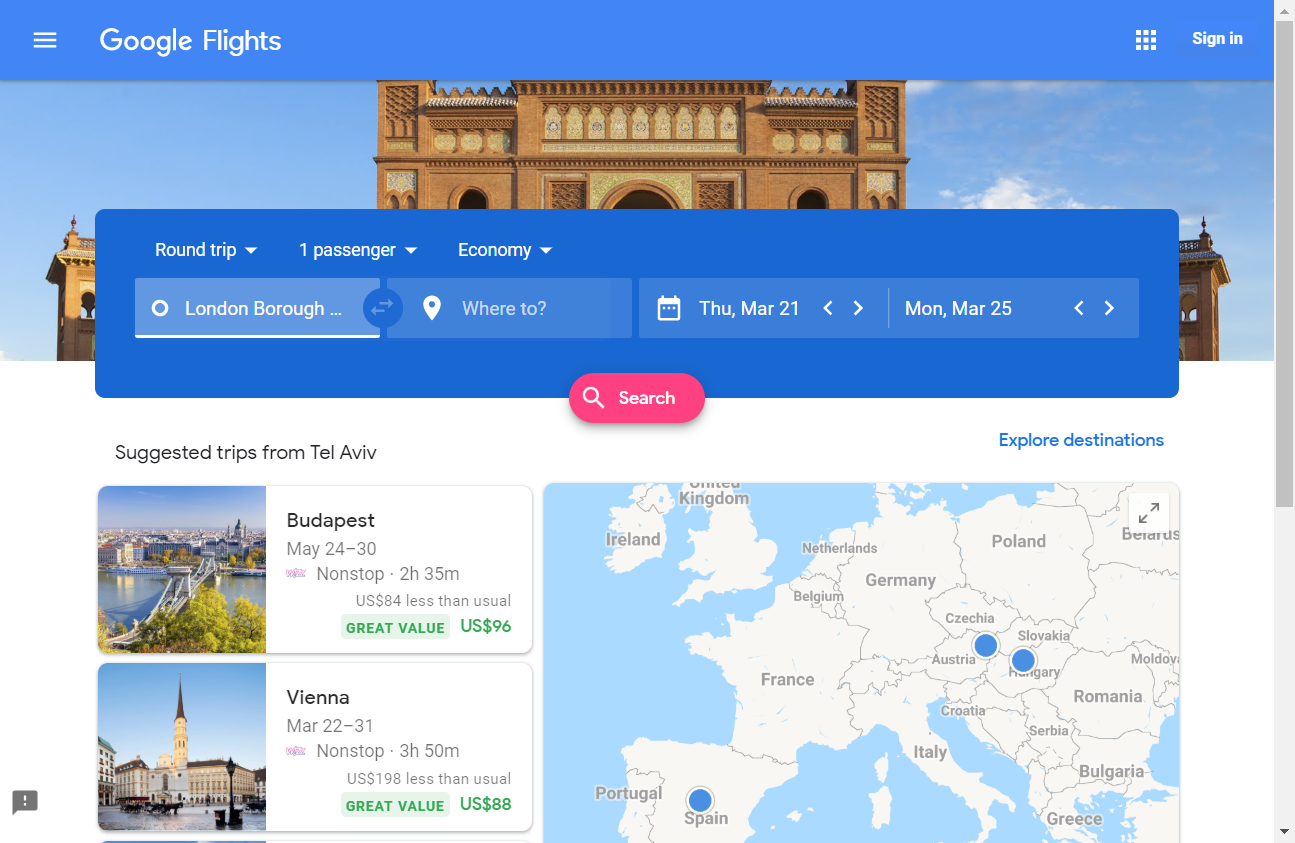 Google Flights
Sign in
Round trip
1 passenger
Economy
London Borough ...
Where to?
Thu, Mar 21
Mon, Mar 25
Search
Suggested trips from Tel Aviv
Explore destinations
Budapest
May 24–30
W!ZZ Nonstop · 2h 35m
US$84 less than usual
GREAT VALUE US$96
Vienna
Mar 22–31
W!ZZ Nonstop · 3h 50m
US$198 less than usual
GREAT VALUE US$88
United
Kingdom
Ireland
Netherlands
Poland
Belarus
Germany
Belgium
Czechia
Slovakia
Austria
Hungary
Moldova
France
Romania
Croatia
Serbia
Italy
Bulgaria
Portugal
Spain
Greece